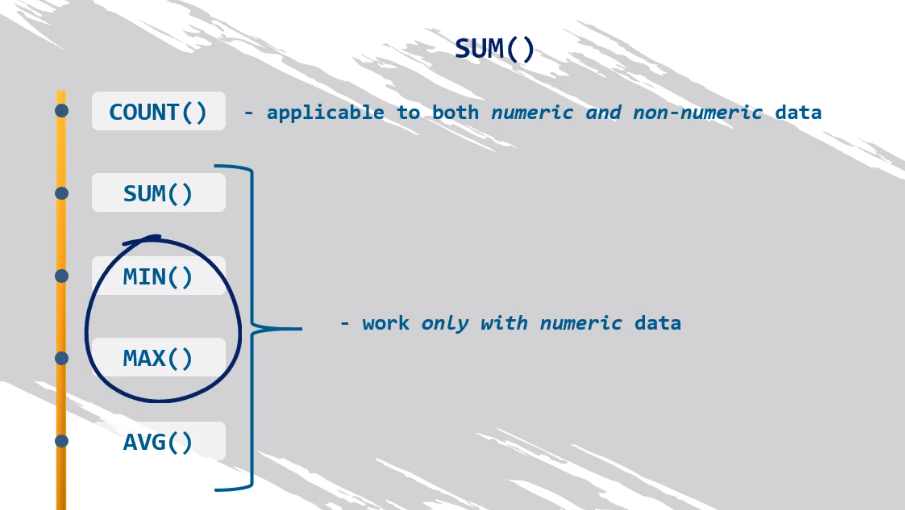 SUM()
COUNT() - applicable to both numeric and non-numeric data
SUM()
MIN()
- work only with numeric data
MAX()
AVG()